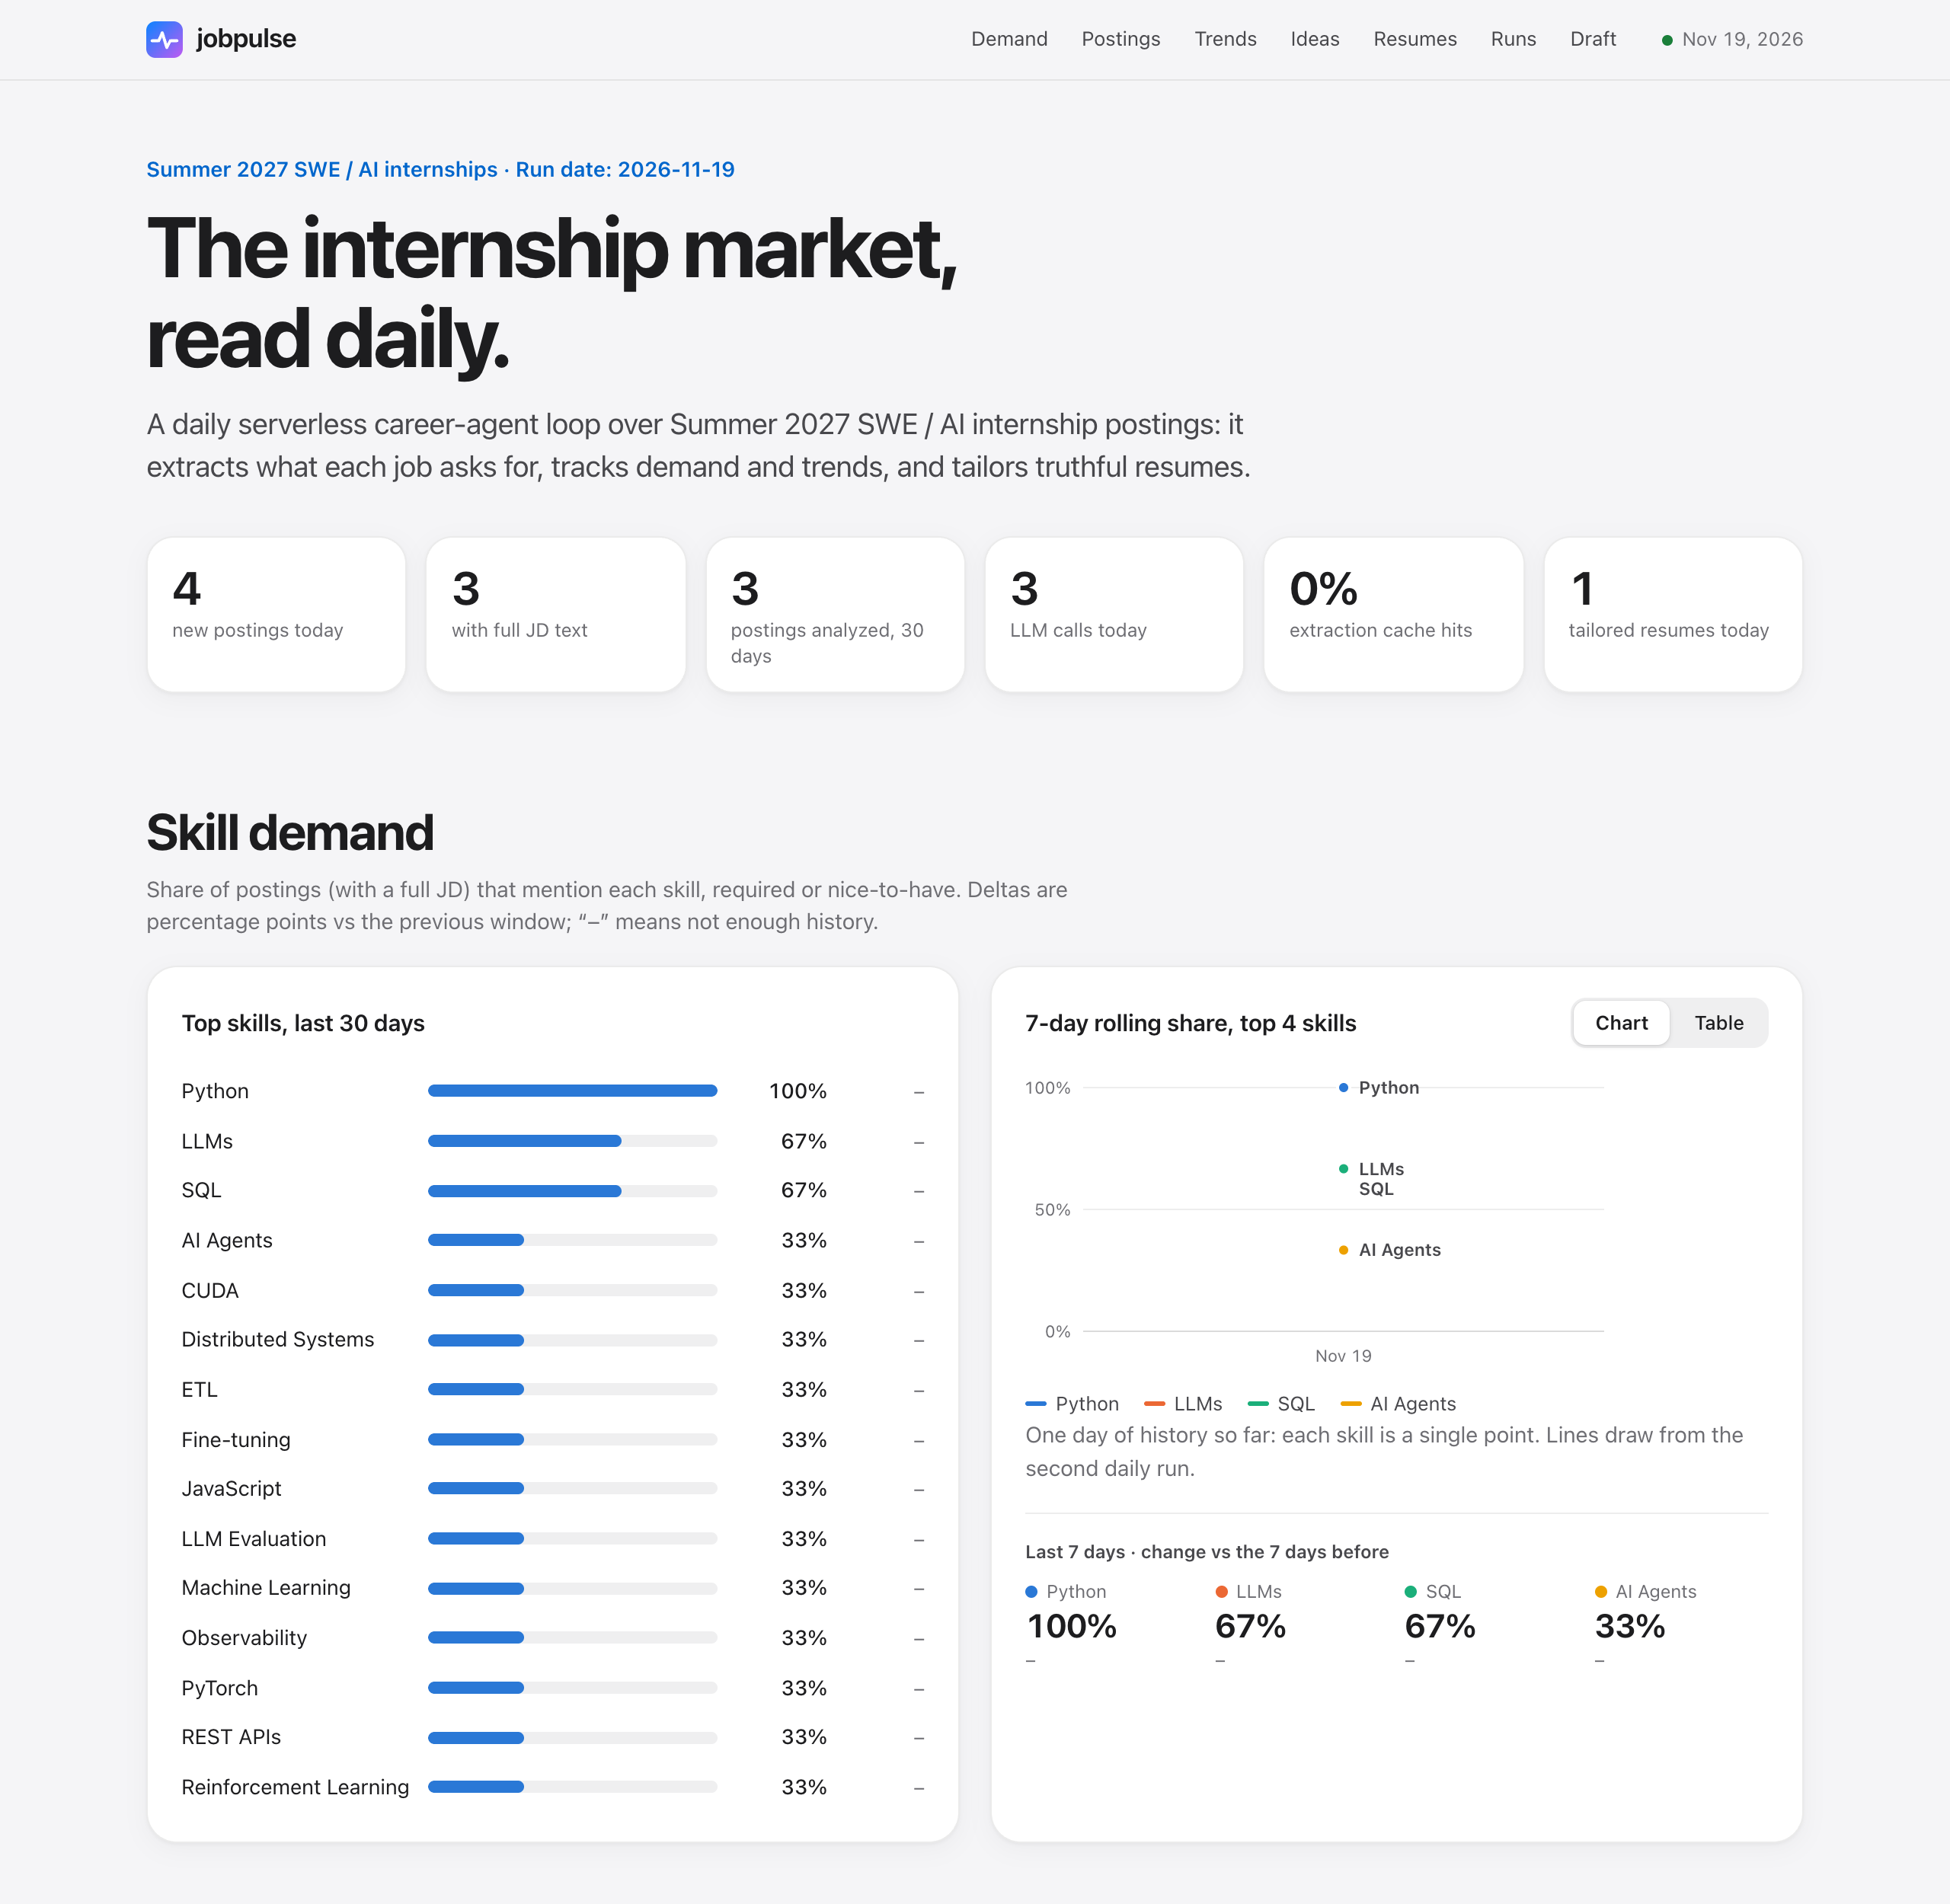 jobpulse
Demand Postings Trends Ideas Resumes Runs Draft Nov 19, 2026
Summer 2027 SWE / AI internships · Run date: 2026-11-19
The internship market,
read daily.
A daily serverless career-agent loop over Summer 2027 SWE / AI internship postings: it
extracts what each job asks for, tracks demand and trends, and tailors truthful resumes.
4
new postings today
3
with full JD text
3
postings analyzed, 30
days
3
LLM calls today
0%
extraction cache hits
1
tailored resumes today
Skill demand
Share of postings (with a full JD) that mention each skill, required or nice-to-have. Deltas are
percentage points vs the previous window; “–” means not enough history.
Top skills, last 30 days
Python 100% –
LLMs 67% –
SQL 67% –
AI Agents 33% –
CUDA 33% –
Distributed Systems 33% –
ETL 33% –
Fine-tuning 33% –
JavaScript 33% –
LLM Evaluation 33% –
Machine Learning 33% –
Observability 33% –
PyTorch 33% –
REST APIs 33% –
Reinforcement Learning 33% –
7-day rolling share, top 4 skills
Chart Table
100% Python
LLMs
SQL
50%
AI Agents
0%
Nov 19
Python LLMs SQL AI Agents
One day of history so far: each skill is a single point. Lines draw from the
second daily run.
Last 7 days · change vs the 7 days before
Python LLMs SQL AI Agents
100% 67% 67% 33%
– – – –